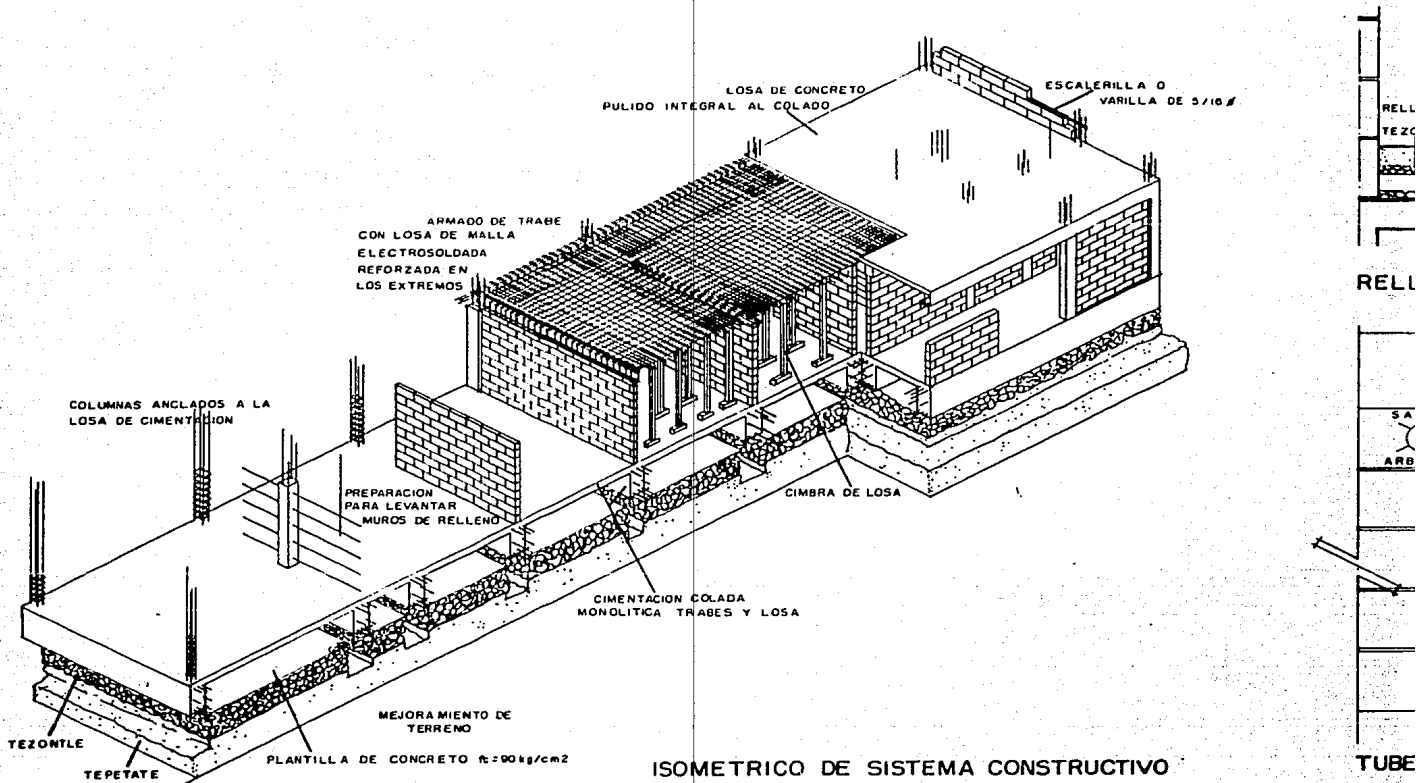 LOSA DE CONCRETO
PULIDO INTEGRAL AL COLADO
ESCALERILLA O
VARILLA DE 5/16 ø
ARMADO DE TRABE
CON LOSA DE MALLA
ELECTROSOLDADA
REFORZADA EN
LOS EXTREMOS
COLUMNAS ANCLADOS A LA
LOSA DE CIMENTACION
PREPARACION
PARA LEVANTAR
MUROS DE RELLENO
CIMBRA DE LOSA
CIMENTACION COLADA
MONOLITICA TRABES Y LOSA
MEJORAMIENTO DE
TERRENO
TEZONTLE
TEPETATE
PLANTILLA DE CONCRETO fc=90kg/cm2
ISOMETRICO DE SISTEMA CONSTRUCTIVO
RELL
TEZO
RELL
SA
ARB
TUBE